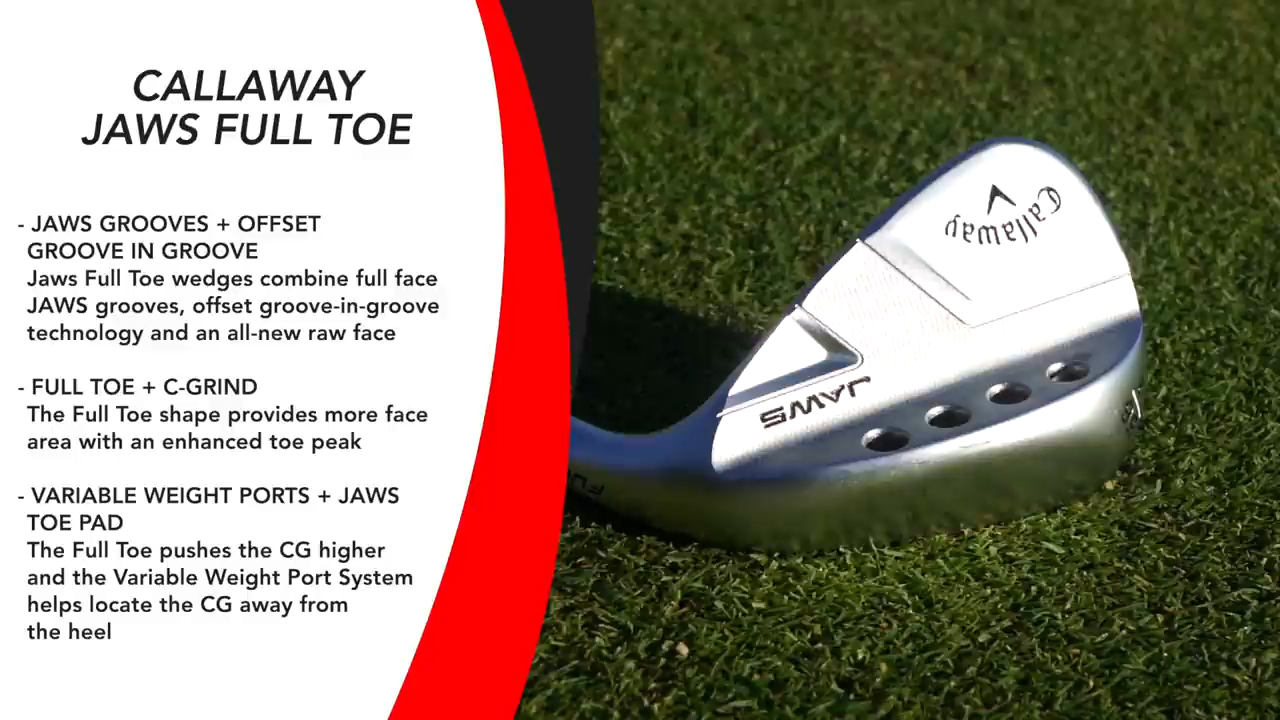 CALLAWAY
JAWS FULL TOE
- JAWS GROOVES + OFFSET
GROOVE IN GROOVE
Jaws Full Toe wedges combine full face
JAWS grooves, offset groove-in-groove
technology and an all-new raw face
- FULL TOE + C-GRIND
The Full Toe shape provides more face
area with an enhanced toe peak
- VARIABLE WEIGHT PORTS + JAWS
TOE PAD
The Full Toe pushes the CG higher
and the Variable Weight Port System
helps locate the CG away from
the heel
Callaway
JAWS